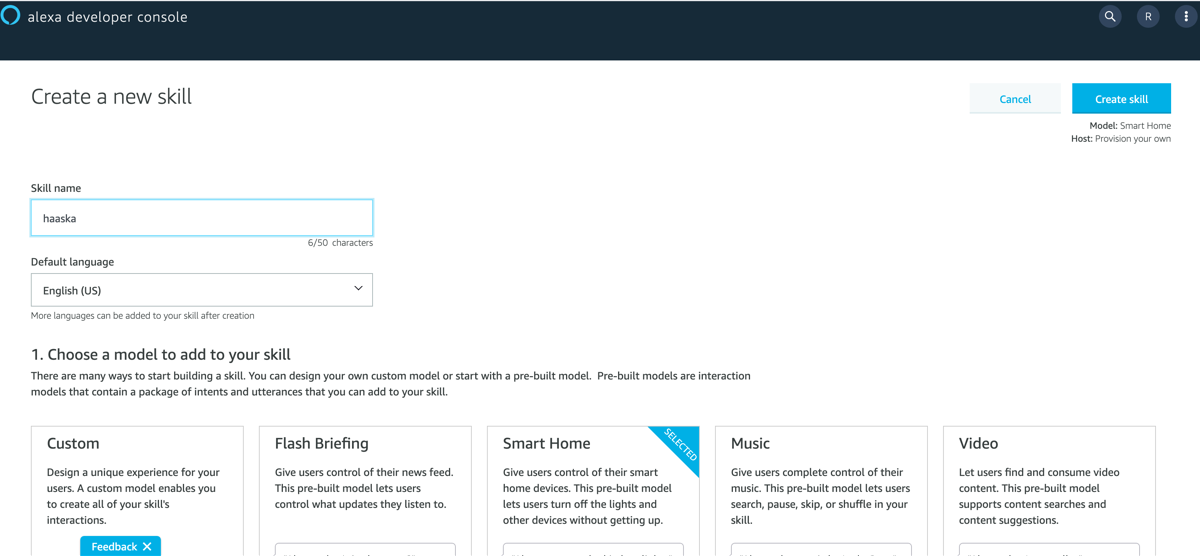 alexa developer console
R
Create a new skill
Cancel
Create skill
Model: Smart Home
Host: Provision your own
Skill name
haaska
6/50 characters
Default language
English (US)
More languages can be added to your skill after creation
1. Choose a model to add to your skill
There are many ways to start building a skill. You can design your own custom model or start with a pre-built model. Pre-built models are interaction
models that contain a package of intents and utterances that you can add to your skill.
Custom
Design a unique experience for your
users. A custom model enables you
to create all of your skill's
interactions.
Feedback X
Flash Briefing
Give users control of their news feed.
This pre-built model lets users
control what updates they listen to.
Smart Home
SELECTED
Give users control of their smart
home devices. This pre-built model
lets users turn off the lights and
other devices without getting up.
Music
Give users complete control of their
music. This pre-built model lets users
search, pause, skip, or shuffle in your
skill.
Video
Let users find and consume video
content. This pre-built model
supports content searches and
content suggestions.